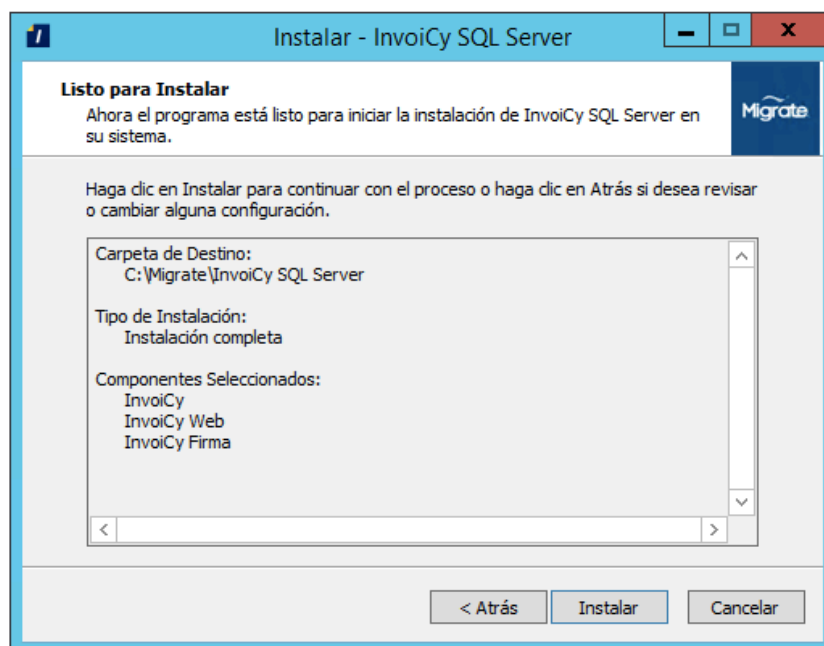 Instalar - InvoiCy SQL Server
Listo para Instalar
Ahora el programa está listo para iniciar la instalación de InvoiCy SQL Server en
su sistema.
Migrate
Haga clic en Instalar para continuar con el proceso o haga clic en Atrás si desea revisar
o cambiar alguna configuración.
Carpeta de Destino:
C:\Migrate\InvoiCy SQL Server
Tipo de Instalación:
Instalación completa
Componentes Seleccionados:
InvoiCy
InvoiCy Web
InvoiCy Firma
< Atrás
Instalar
Cancelar